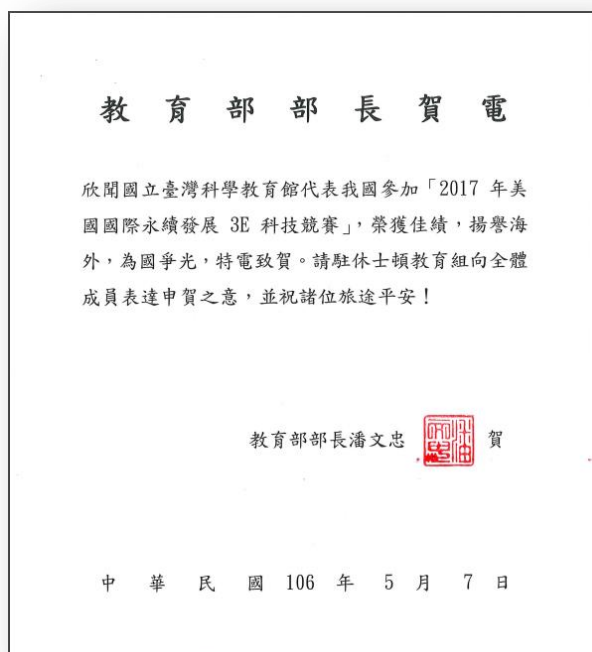 教育部部長賀電
欣聞國立臺灣科學教育館代表我國參加「2017 年美
國國際永續發展 3E 科技競賽」，榮獲佳績，揚譽海
外，為國爭光，特電致賀。請駐休士頓教育組向全體
成員表達申賀之意，並祝諸位旅途平安！
教育部部長潘文忠 賀
中華民國 106 年 5 月 7 日